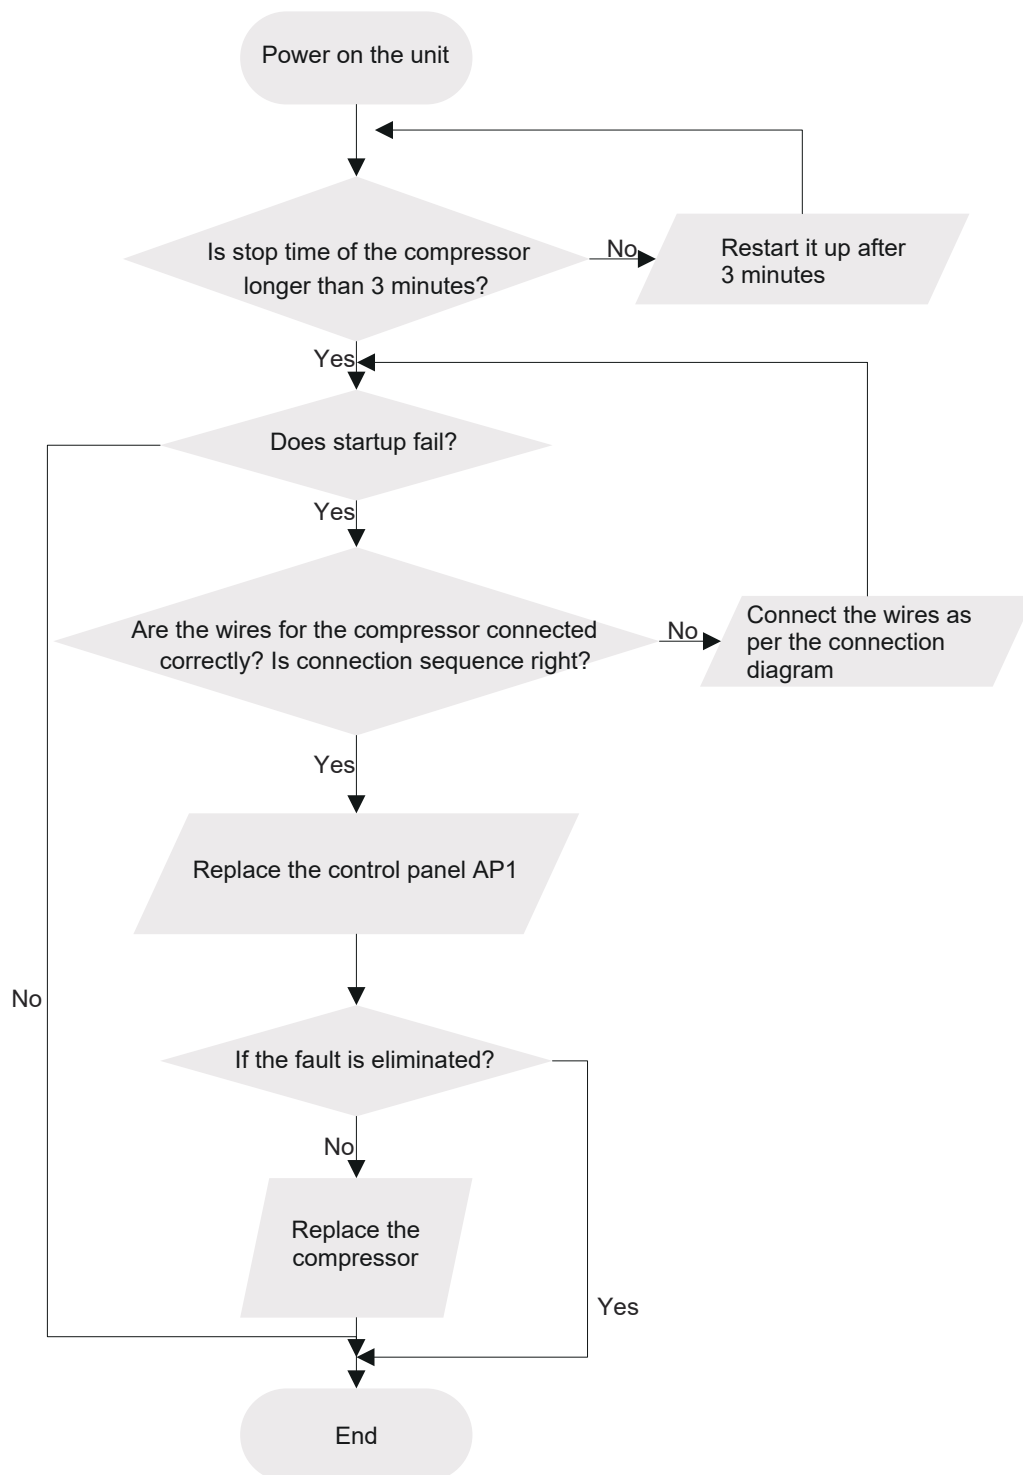 Power on the unit
Is stop time of the compressor
longer than 3 minutes?
No
Restart it up after
3 minutes
Yes
Does startup fail?
Yes
Are the wires for the compressor connected
correctly? Is connection sequence right?
No
Connect the wires as
per the connection
diagram
Yes
Replace the control panel AP1
No
If the fault is eliminated?
No
Replace the
compressor
Yes
End